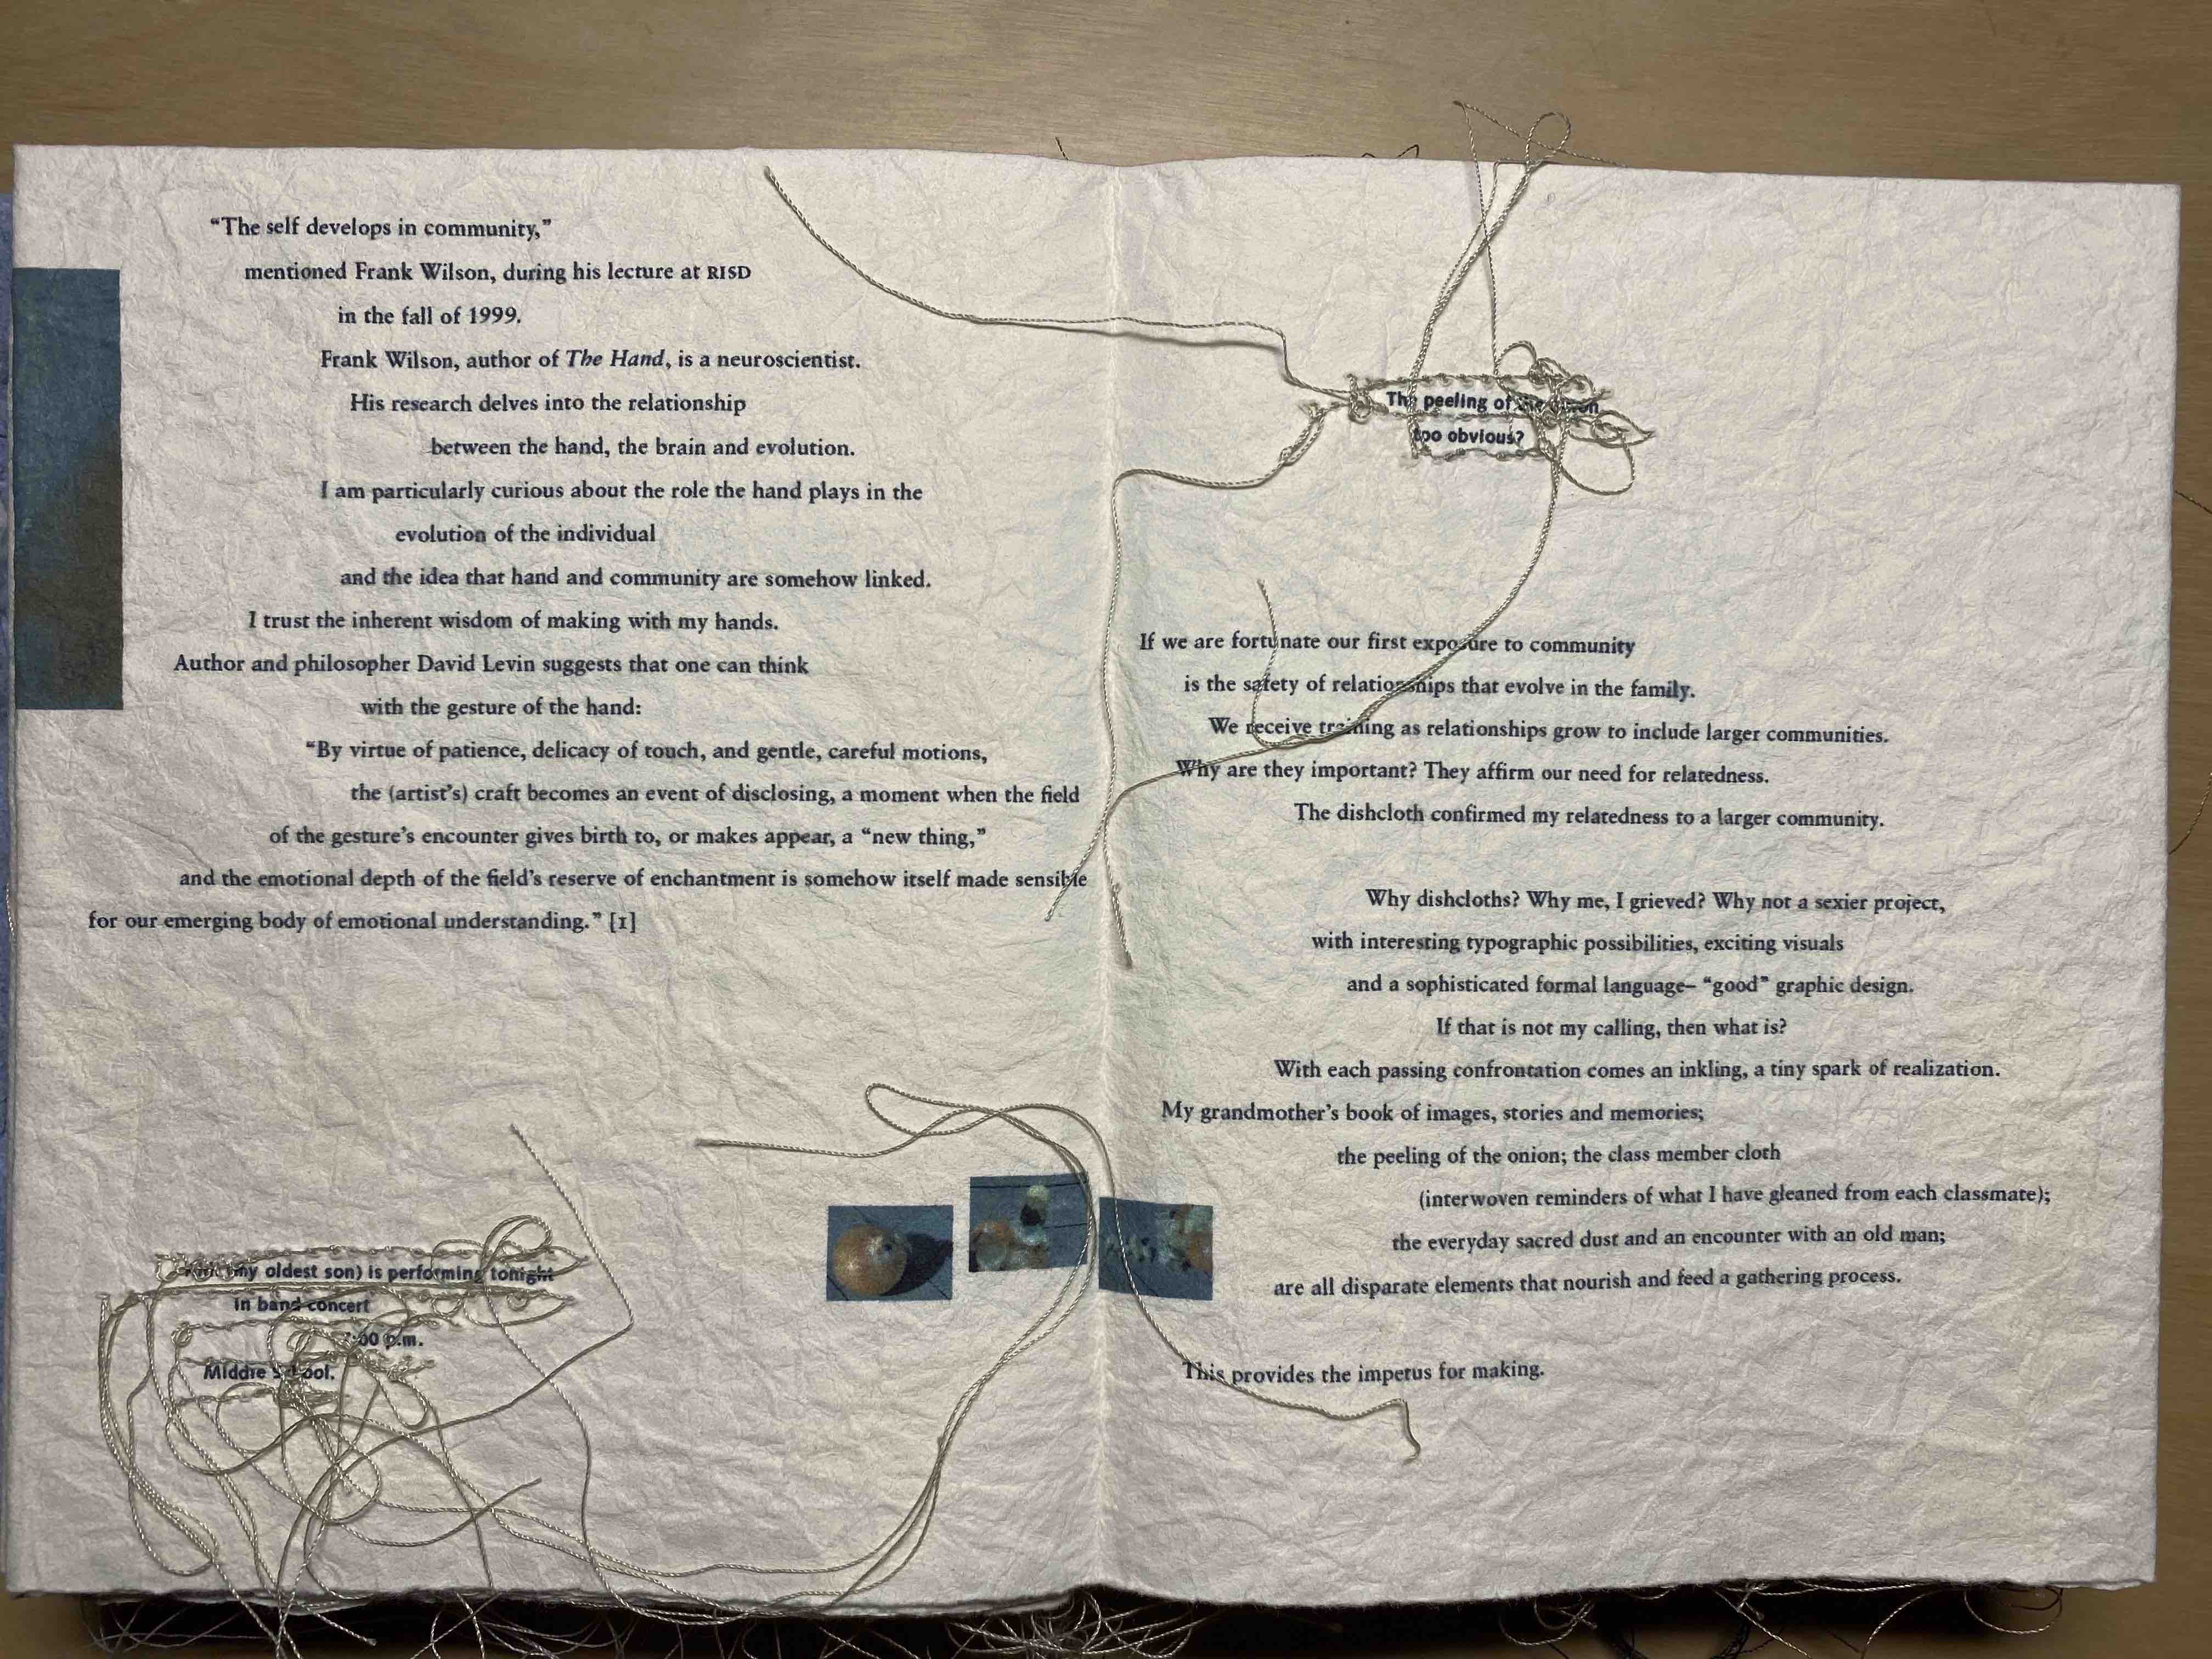 “The self develops in community,”
mentioned Frank Wilson, during his lecture at RISD
in the fall of 1999.
Frank Wilson, author of The Hand, is a neuroscientist.
His research delves into the relationship
between the hand, the brain and evolution.
I am particularly curious about the role the hand plays in the
evolution of the individual
and the idea that hand and community are somehow linked.
I trust the inherent wisdom of making with my hands.
Author and philosopher David Levin suggests that one can think
with the gesture of the hand:
“By virtue of patience, delicacy of touch, and gentle, careful motions,
the (artist’s) craft becomes an event of disclosing, a moment when the field
of the gesture’s encounter gives birth to, or makes appear, a “new thing,”
and the emotional depth of the field’s reserve of enchantment is somehow itself made sensible
for our emerging body of emotional understanding.” [1]
(my oldest son) is performing tonight
in band concert
p.m.
Middle School.
The peeling of the onion
too obvious?
If we are fortunate our first exposure to community
is the safety of relationships that evolve in the family.
We receive training as relationships grow to include larger communities.
Why are they important? They affirm our need for relatedness.
The dishcloth confirmed my relatedness to a larger community.
Why dishcloths? Why me, I grieved? Why not a sexier project,
with interesting typographic possibilities, exciting visuals
and a sophisticated formal language– “good” graphic design.
If that is not my calling, then what is?
With each passing confrontation comes an inkling, a tiny spark of realization.
My grandmother’s book of images, stories and memories;
the peeling of the onion; the class member cloth
(interwoven reminders of what I have gleaned from each classmate);
the everyday sacred dust and an encounter with an old man;
are all disparate elements that nourish and feed a gathering process.
This provides the impetus for making.